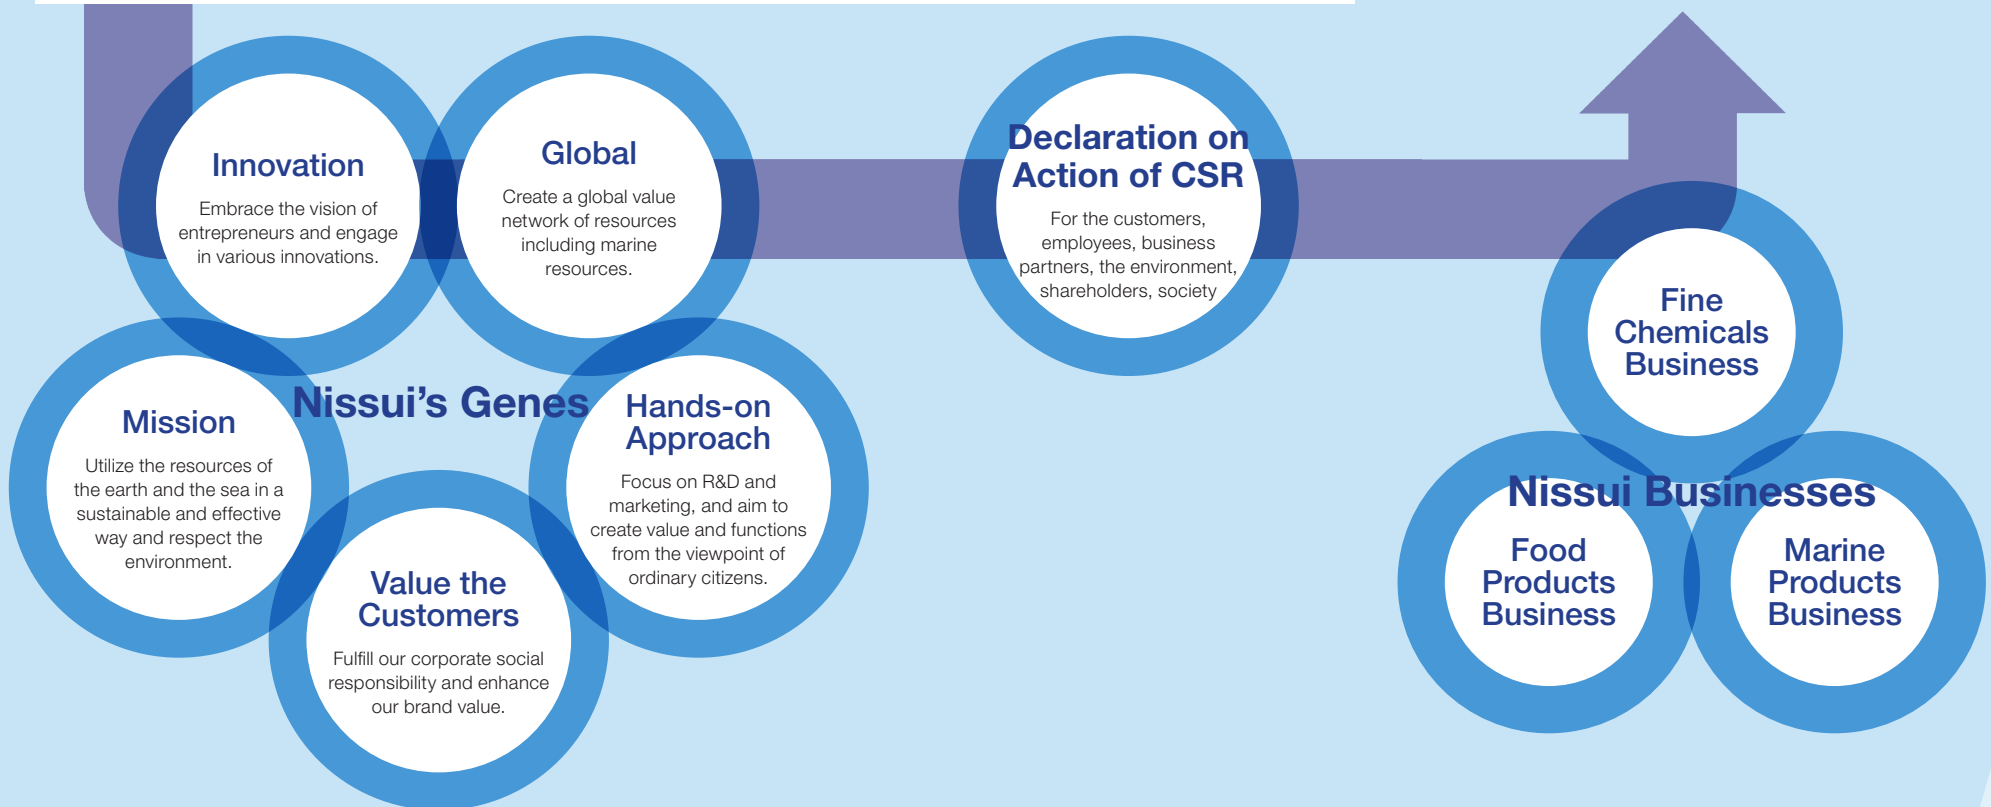 Innovation
Embrace the vision of
entrepreneurs and engage
in various innovations.
Global
Create a global value
network of resources
including marine
resources.
Declaration on
Action of CSR
For the customers,
employees, business
partners, the environment,
shareholders, society
Fine
Chemicals
Business
Nissui’s Genes
Mission
Utilize the resources of
the earth and the sea in a
sustainable and effective
way and respect the
environment.
Hands-on
Approach
Focus on R&D and
marketing, and aim to
create value and functions
from the viewpoint of
ordinary citizens.
Value the
Customers
Fulfill our corporate social
responsibility and enhance
our brand value.
Nissui Businesses
Food
Products
Business
Marine
Products
Business